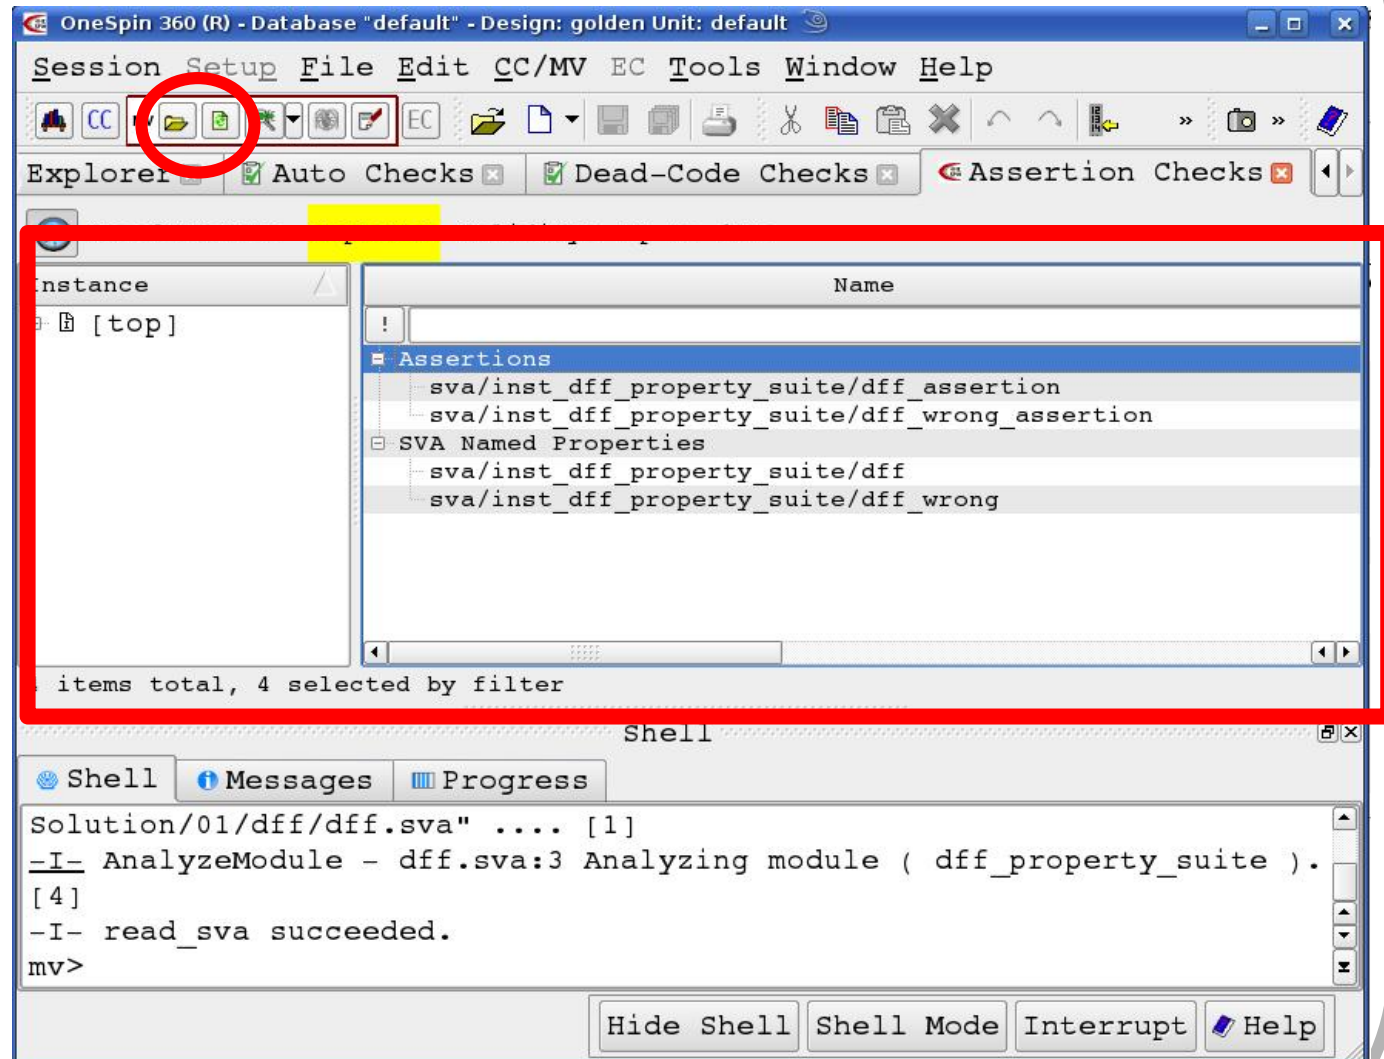 OneSpin 360 (R) - Database "default" - Design: golden Unit: default
Session Setup File Edit CC/MV EC Tools Window Help
CC EC » »
Explorer Auto Checks Dead-Code Checks Assertion Checks
Instance Name
[top] !
Assertions
sva/inst_dff_property_suite/dff_assertion
sva/inst_dff_property_suite/dff_wrong_assertion
SVA Named Properties
sva/inst_dff_property_suite/dff
sva/inst_dff_property_suite/dff_wrong
items total, 4 selected by filter
Shell
Shell Messages Progress
Solution/01/dff/dff.sva" .... [1]
-I- AnalyzeModule - dff.sva:3 Analyzing module ( dff_property_suite ).
[4]
-I- read_sva succeeded.
mv>
Hide Shell Shell Mode Interrupt Help